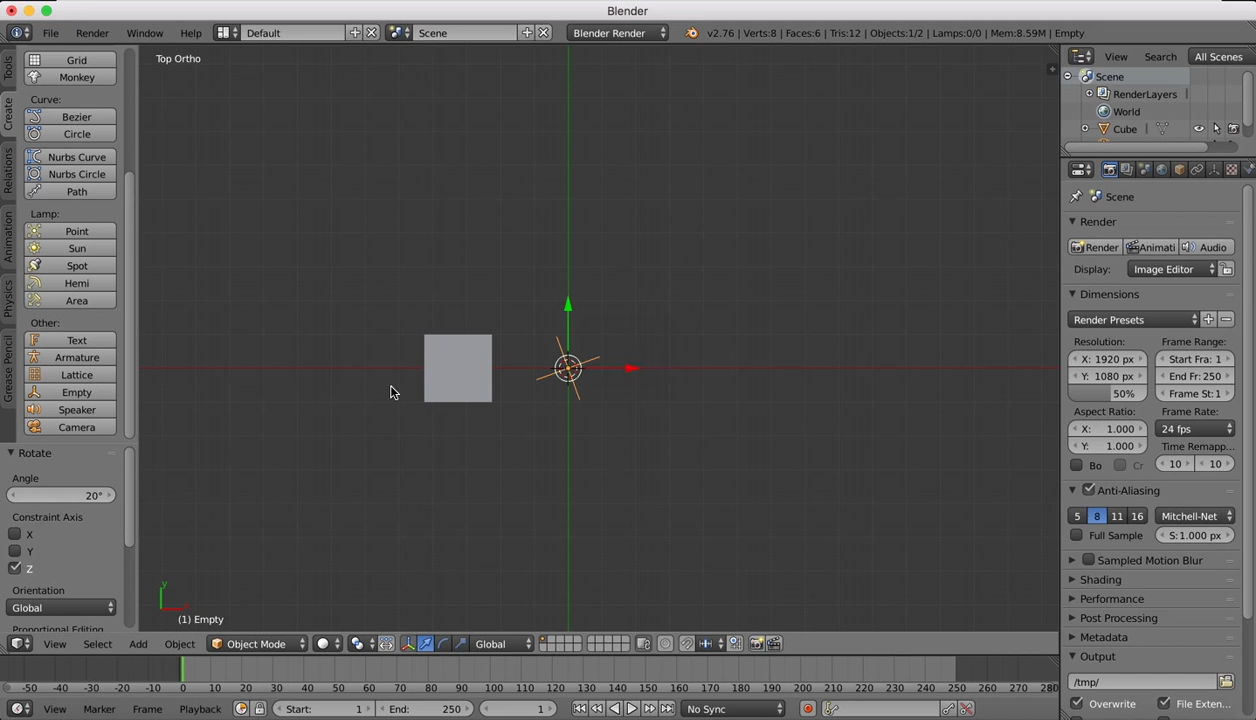 Blender
File Render Window Help Default Scene Blender Render v2.76 | Verts:8 | Faces:6 | Tris:12 | Objects:1/2 | Lamps:0/0 | Mem:8.59M | Empty
Tools
Create
Relations
Animation
Physics
Grease Pencil
Grid
Monkey
Curve:
Bezier
Circle
Nurbs Curve
Nurbs Circle
Path
Lamp:
Point
Sun
Spot
Hemi
Area
Other:
Text
Armature
Lattice
Empty
Speaker
Camera
Rotate
Angle
20°
Constraint Axis
X
Y
Z
Orientation
Global
Proportional Editing
Top Ortho
y
(1) Empty
View Select Add Object Object Mode Global
-50 -40 -30 -20 -10 0 10 20 30 40 50 60 70 80 90 100 110 120 130 140 150 160 170 180 190 200 210 220 230 240 250 260 270 280
View Marker Frame Playback Start: 1 End: 250 1 No Sync
View Search All Scenes
Scene
RenderLayers
World
Cube
Scene
Render
Render Animati Audio
Display: Image Editor
Dimensions
Render Presets
Resolution: Frame Range:
X: 1920 px Start Fra: 1
Y: 1080 px End Fr: 250
50% Frame St: 1
Aspect Ratio: Frame Rate:
X: 1.000 24 fps
Y: 1.000 Time Remapp...
Bo Cr 10 10
Anti-Aliasing
5 8 11 16 Mitchell-Net
Full Sample S: 1.000 px
Sampled Motion Blur
Shading
Performance
Post Processing
Metadata
Output
/tmp/
Overwrite File Exten...